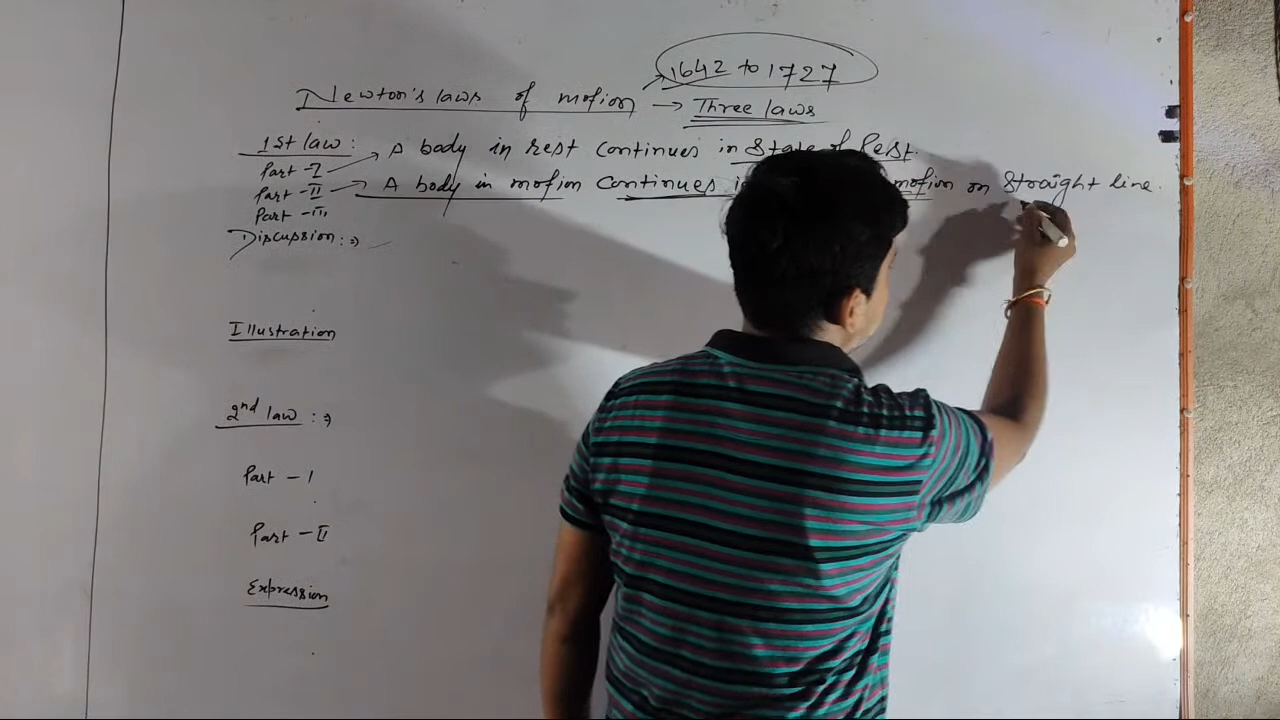 1642 to 1727
Newton's laws of motion → Three laws
1st law:
Part-I → A body in rest continues in State of Rest.
Part-II → A body in motion continues motion on straight line.
Part-III
Discussion: ⇒
Illustration
2nd law: ⇒
Part - I
Part - II
Expression